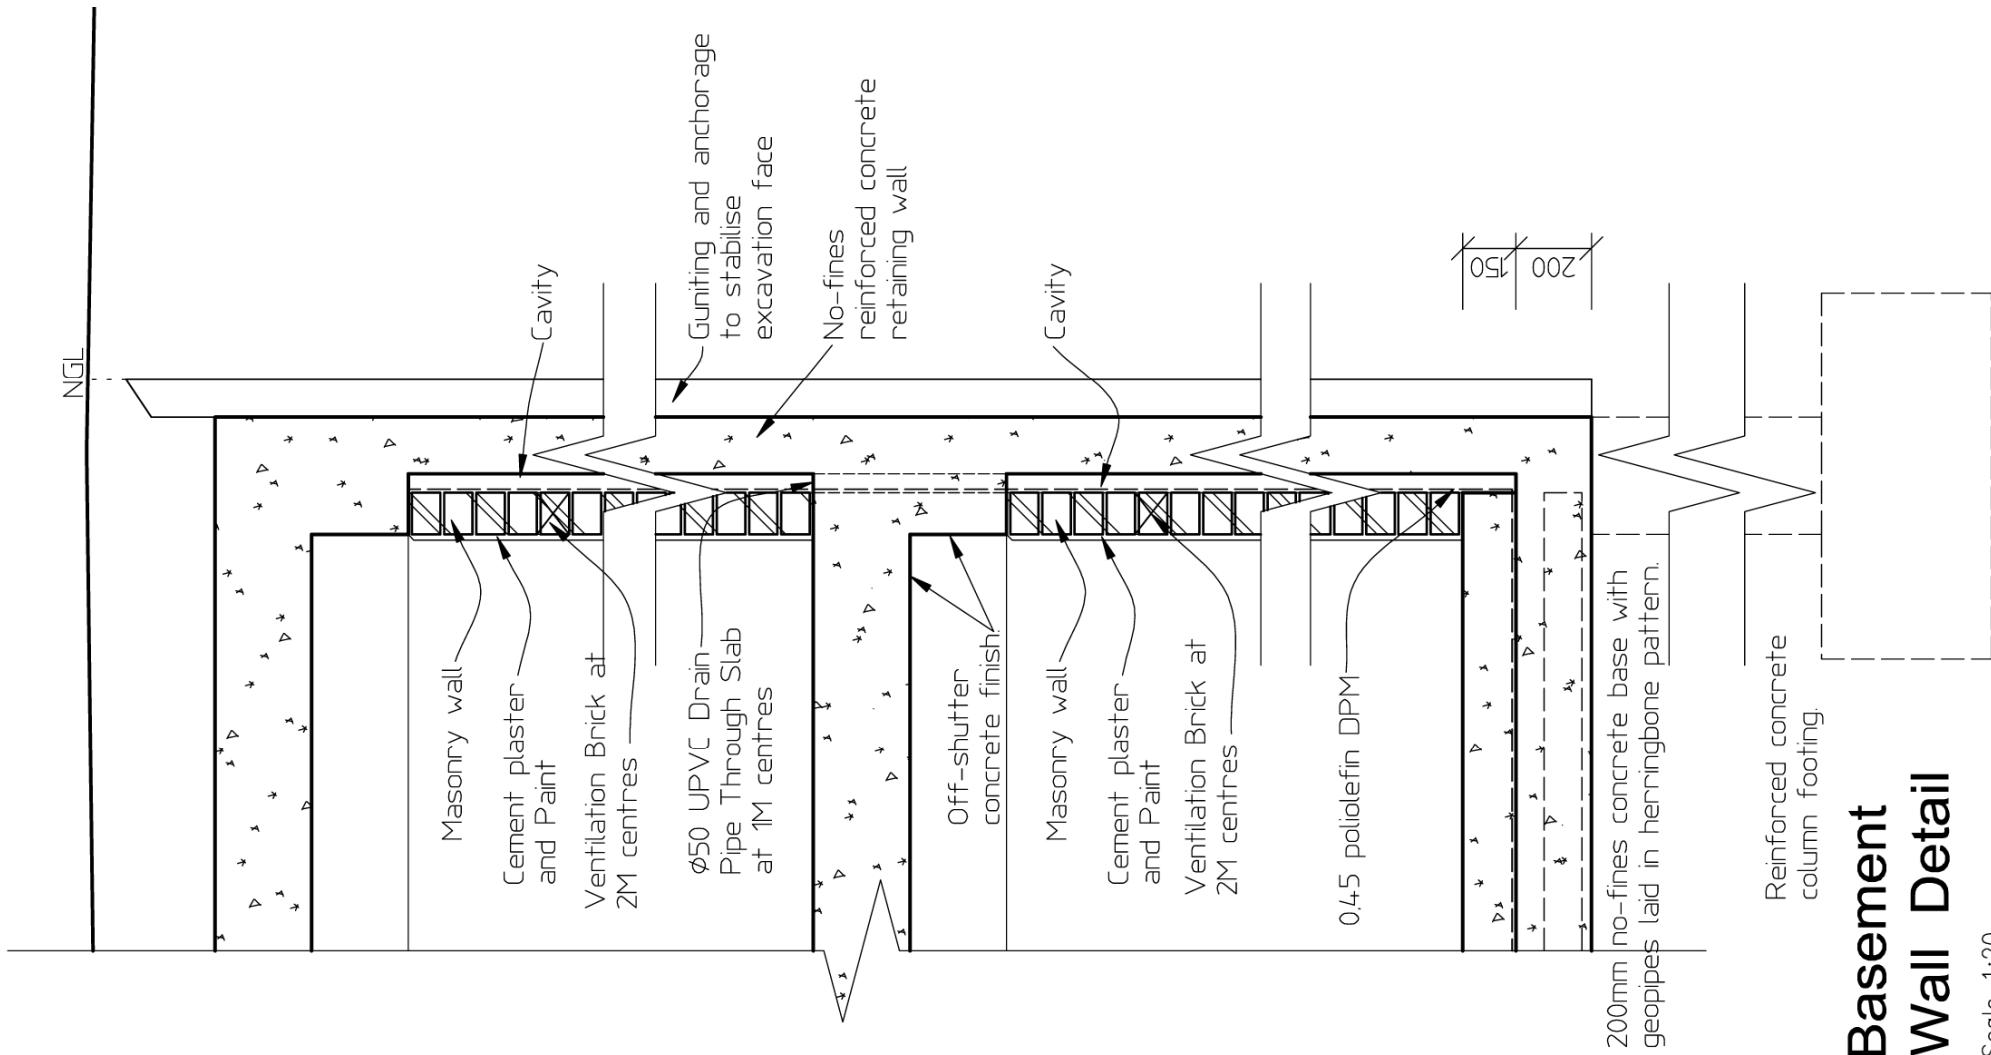 NGL
Cavity
Guniting and anchorage
to stabilise
excavation face
No-fines
reinforced concrete
retaining wall
Cavity
150
200
Masonry wall
Cement plaster
and Paint
Ventilation Brick at
2M centres
ø50 UPVC Drain
Pipe Through Slab
at 1M centres
Off-shutter
concrete finish.
Masonry wall
Cement plaster
and Paint
Ventilation Brick at
2M centres
0.45 poliolefin DPM
200mm no-fines concrete base with
geopipes laid in herringbone pattern.
Reinforced concrete
column footing.
Basement
Wall Detail
Scale 1:20